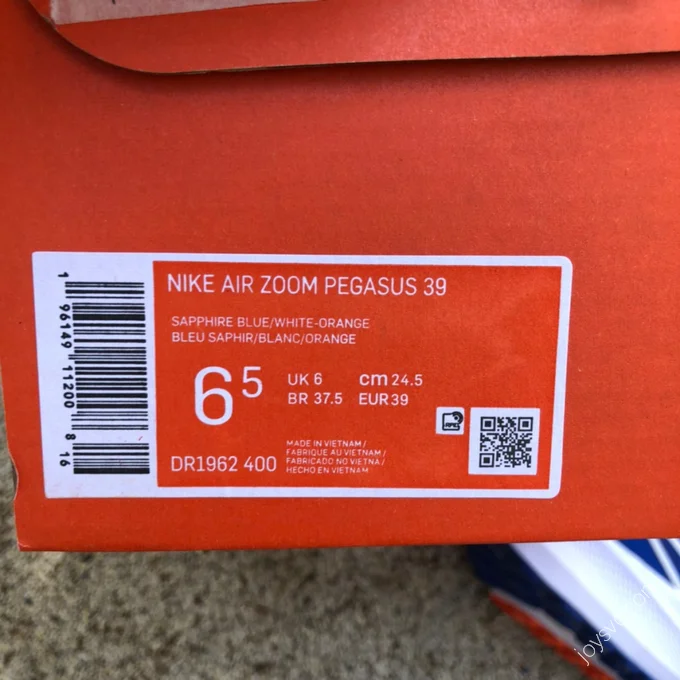 NIKE AIR ZOOM PEGASUS 39
SAPPHIRE BLUE/WHITE-ORANGE
BLEU SAPHIR/BLANC/ORANGE
6 5
UK 6
BR 37.5
cm 24.5
EUR 39
DR1962 400
MADE IN VIETNAM /
FABRIQUE AU VIETNAM /
FABRICADO NO VIETNA /
HECHO EN VIETNAM
1 96149 11200 8 16